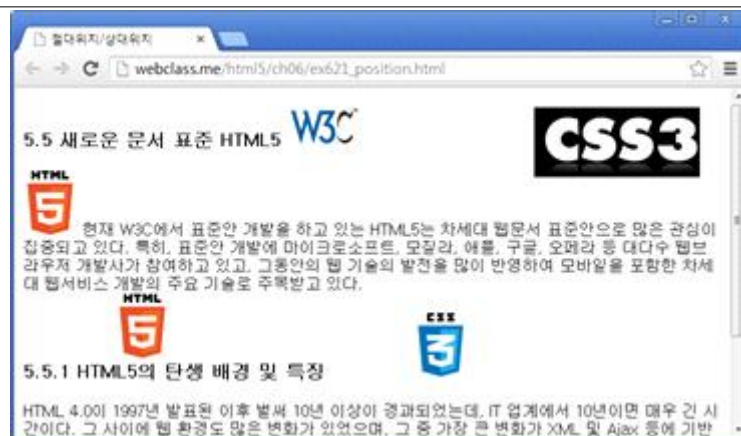 절대위치/상대위치
webclass.me/html5/ch06/ex621_position.html
5.5 새로운 문서 표준 HTML5 W3C CSS3
HTML
5 현재 W3C에서 표준안 개발을 하고 있는 HTML5는 차세대 웹문서 표준안으로 많은 관심이
집중되고 있다. 특히, 표준안 개발에 마이크로소프트, 모질라, 애플, 구글, 오페라 등 대다수 웹브
라우저 개발사가 참여하고 있고, 그동안의 웹 기술의 발전을 많이 반영하여 모바일을 포함한 차세
대 웹서비스 개발의 주요 기술로 주목받고 있다.
HTML CSS
5 3
5.5.1 HTML5의 탄생 배경 및 특징
HTML 4.0이 1997년 발표된 이후 벌써 10년 이상이 경과되었는데, IT 업계에서 10년이면 매우 긴 시
간이다. 그 사이에 웹 환경도 많은 변화가 있었으며, 그 중 가장 큰 변화가 XML 및 Ajax 등에 기반